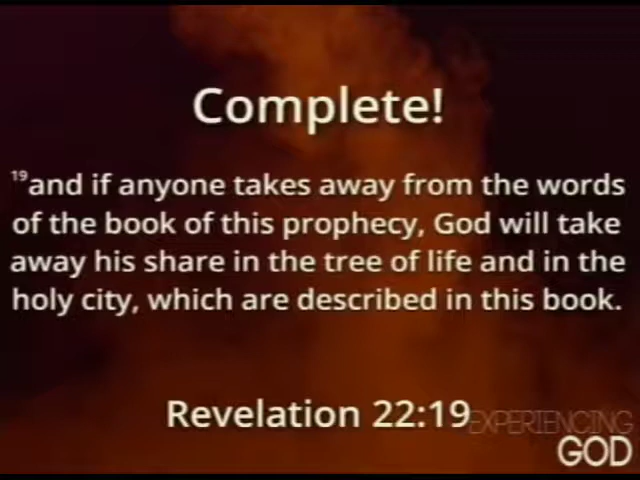 Complete!
¹⁹and if anyone takes away from the words
of the book of this prophecy, God will take
away his share in the tree of life and in the
holy city, which are described in this book.
Revelation 22:19
EXPERIENCING
GOD